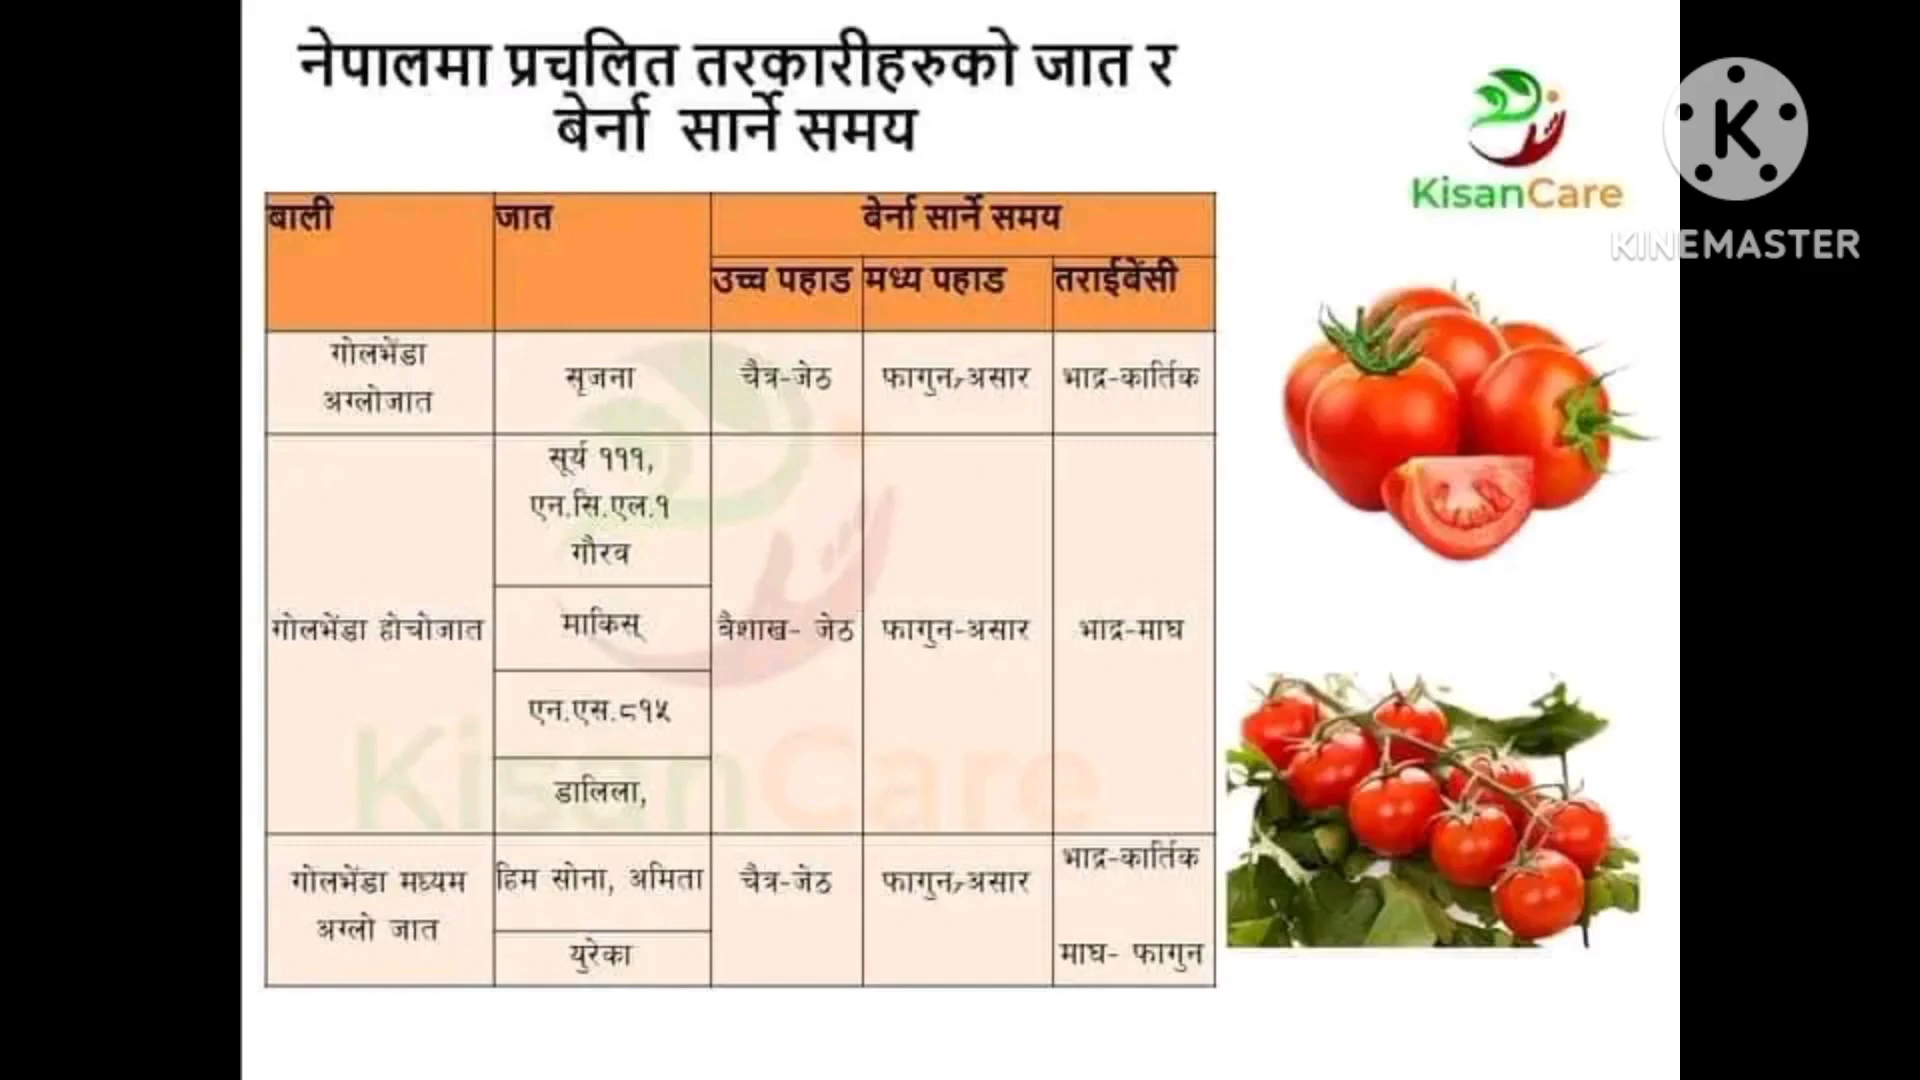 नेपालमा प्रचलित तरकारीहरुको जात र
बेर्ना सार्ने समय
KisanCare
K
KINEMASTER
बाली
जात
बेर्ना सार्ने समय
उच्च पहाड
मध्य पहाड
तराईबेंसी
गोलभेंडा
अग्लोजात
सृजना
चैत्र-जेठ
फागुन,-असार
भाद्र-कार्तिक
गोलभेंडा होचोजात
सूर्य १११,
एन.सि.एल.१
गौरव
माकिस्
एन.एस.८१५
डालिला,
बैशाख- जेठ
फागुन-असार
भाद्र-माघ
गोलभेंडा मध्यम
अग्लो जात
हिम सोना, अमिता
युरेका
चैत्र-जेठ
फागुन,-असार
भाद्र-कार्तिक
माघ- फागुन
KisanCare